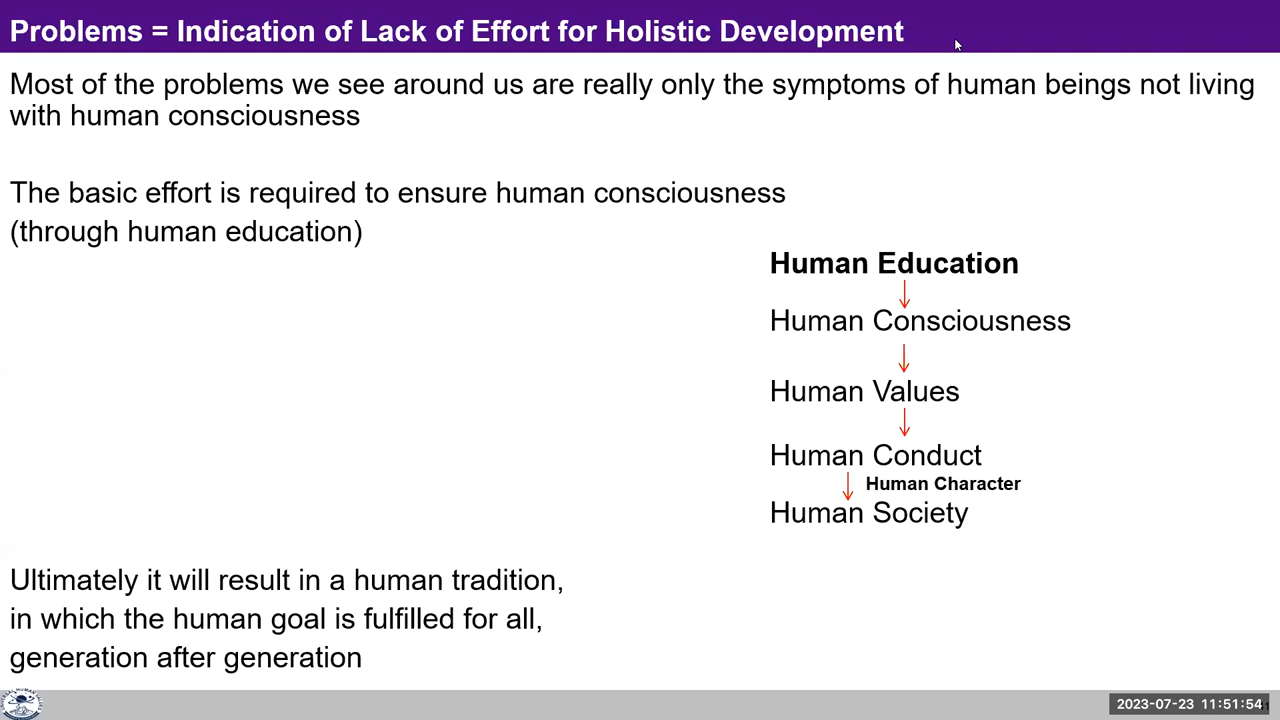 Problems = Indication of Lack of Effort for Holistic Development
Most of the problems we see around us are really only the symptoms of human beings not living
with human consciousness
The basic effort is required to ensure human consciousness
(through human education)
Human Education
Human Consciousness
Human Values
Human Conduct
Human Character
Human Society
Ultimately it will result in a human tradition,
in which the human goal is fulfilled for all,
generation after generation
2023-07-23 11:51:54